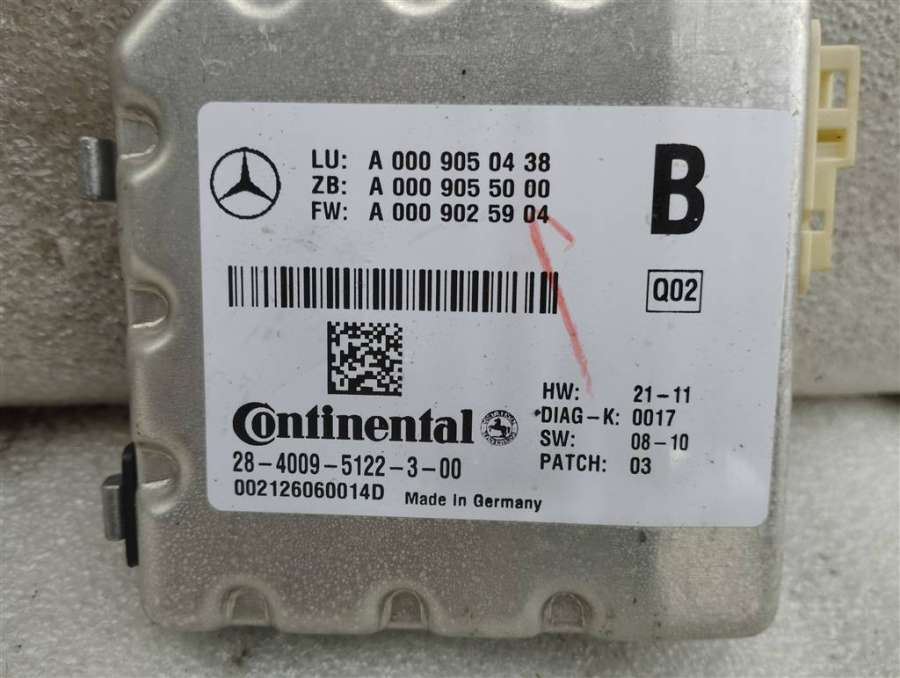 LU: A 000 905 04 38
ZB: A 000 905 50 00
FW: A 000 902 59 04
B
Q02
HW: 21-11
DIAG-K: 0017
SW: 08-10
PATCH: 03
Continental
28-4009-5122-3-00
002126060014D Made in Germany